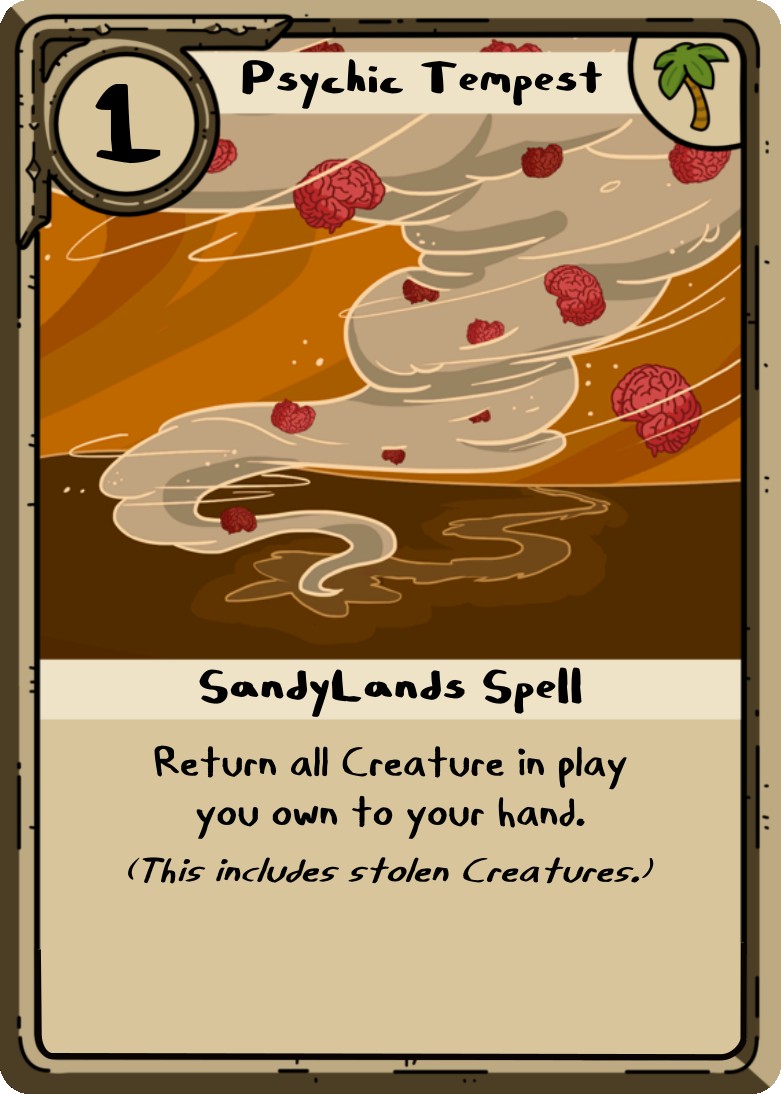 1
Psychic Tempest
SandyLands Spell
Return all Creature in play
you own to your hand.
(This includes stolen Creatures.)